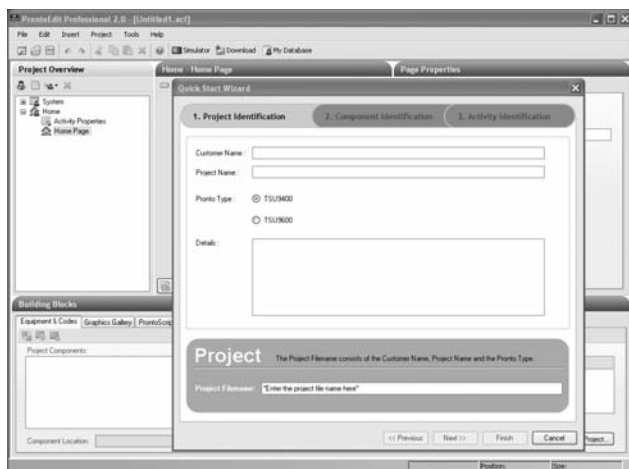 ProntoEdit Professional 2.0 - [Untitled1.xcf]
File Edit Insert Project Tools Help
Simulator Download My Database
Project Overview
Home - Home Page
Page Properties
System
Home
Activity Properties
Home Page
Quick Start Wizard
1. Project Identification
2. Component Identification
3. Activity Identification
Customer Name :
Project Name :
Pronto Type :
TSU9400
TSU9600
Details :
Building Blocks
Equipment & Codes
Graphics Gallery
ProntoScrip
Project Components:
Component Location:
Project
The Project Filename consists of the Customer Name, Project Name and the Pronto Type.
Project Filename:
"Enter the project file name here"
<< Previous
Next >>
Finish
Cancel
Project...
Position:
Size: